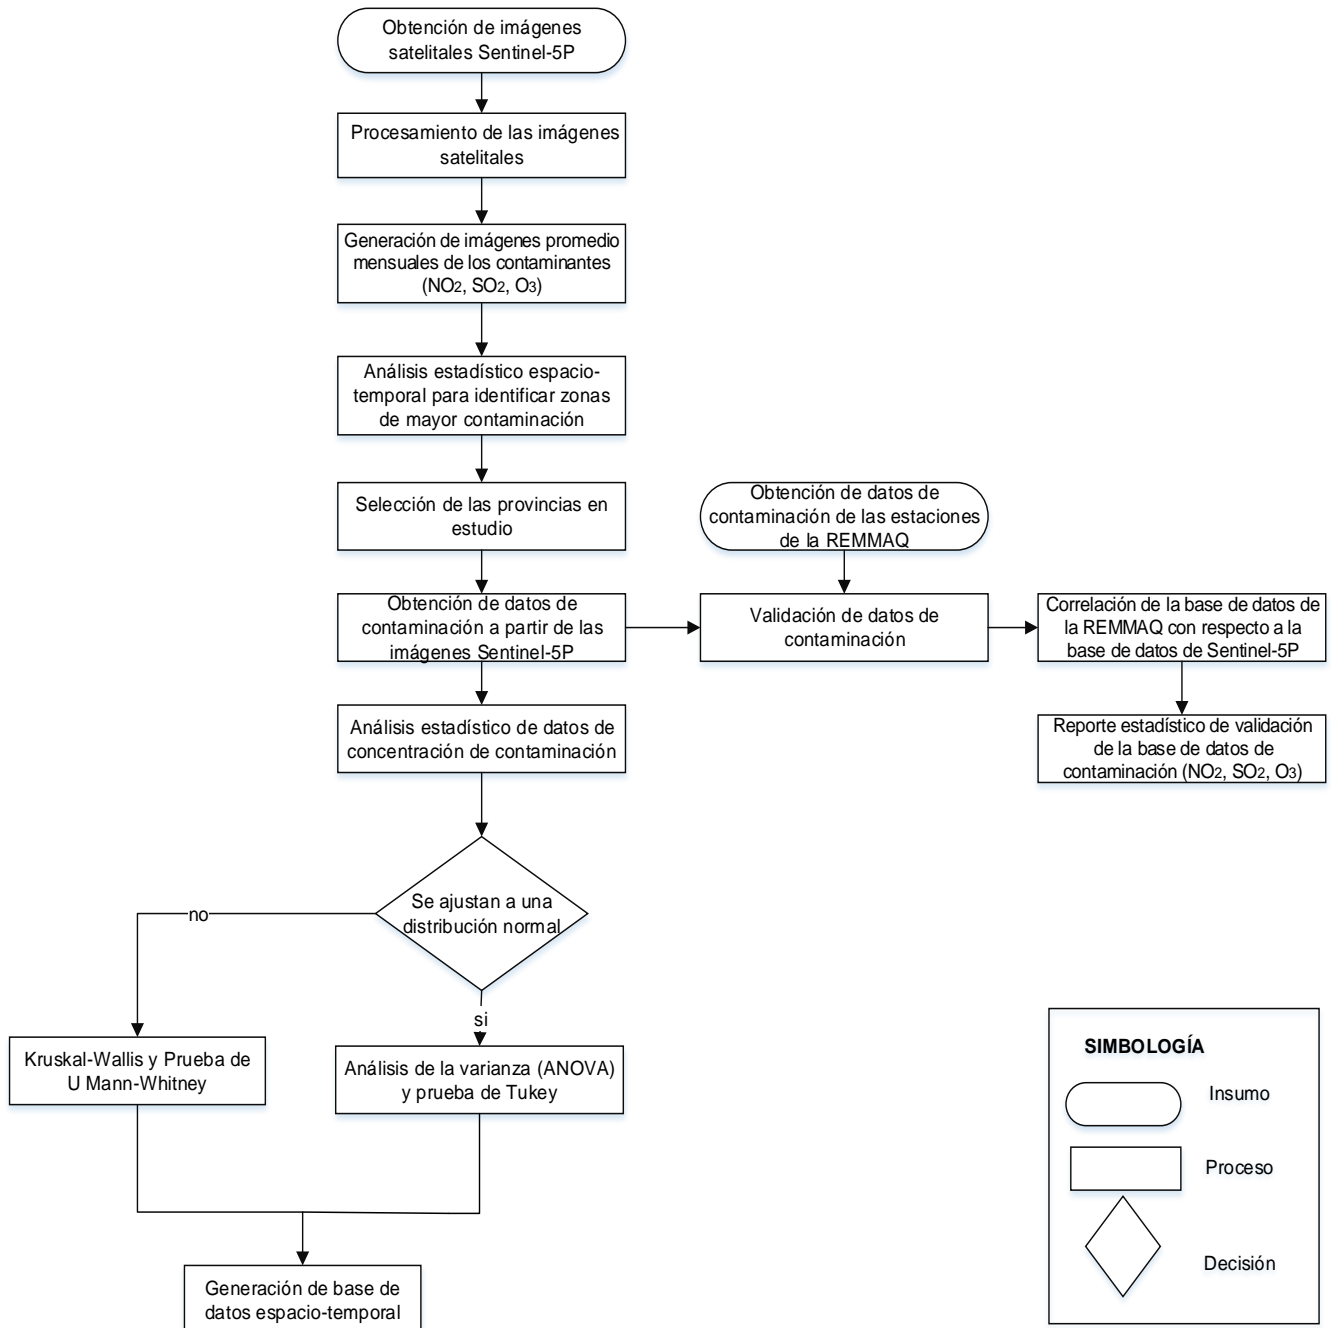 Obtención de imágenes
satelitales Sentinel-5P
Procesamiento de las imágenes
satelitales
Generación de imágenes promedio
mensuales de los contaminantes
(NO2, SO2, O3)
Análisis estadístico espacio-
temporal para identificar zonas
de mayor contaminación
Selección de las provincias en
estudio
Obtención de datos de
contaminación de las estaciones
de la REMMAQ
Obtención de datos de
contaminación a partir de las
imágenes Sentinel-5P
Validación de datos de
contaminación
Correlación de la base de datos de
la REMMAQ con respecto a la
base de datos de Sentinel-5P
Análisis estadístico de datos de
concentración de contaminación
Reporte estadístico de validación
de la base de datos de
contaminación (NO2, SO2, O3)
Se ajustan a una
distribución normal
no
si
Kruskal-Wallis y Prueba de
U Mann-Whitney
Análisis de la varianza (ANOVA)
y prueba de Tukey
Generación de base de
datos espacio-temporal
SIMBOLOGÍA
Insumo
Proceso
Decisión